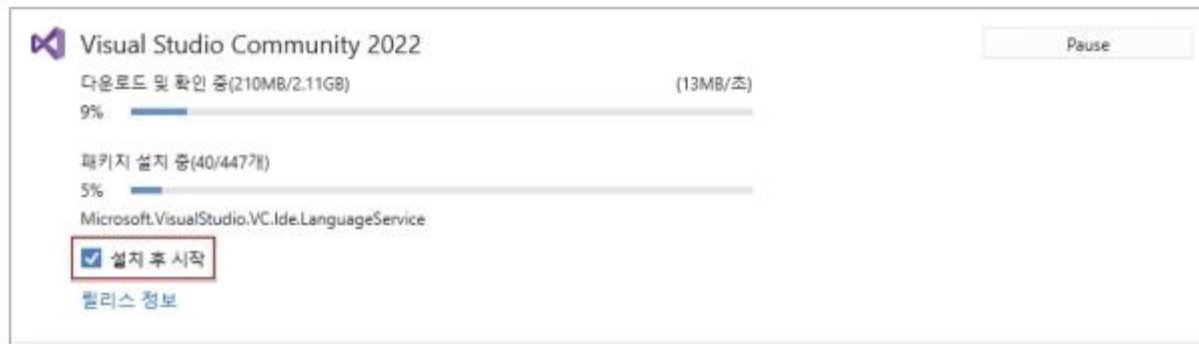 Visual Studio Community 2022
Pause
다운로드 및 확인 중(210MB/2.11GB) (13MB/초)
9%
패키지 설치 중(40/447개)
5%
Microsoft.VisualStudio.VC.Ide.LanguageService
설치 후 시작
릴리스 정보